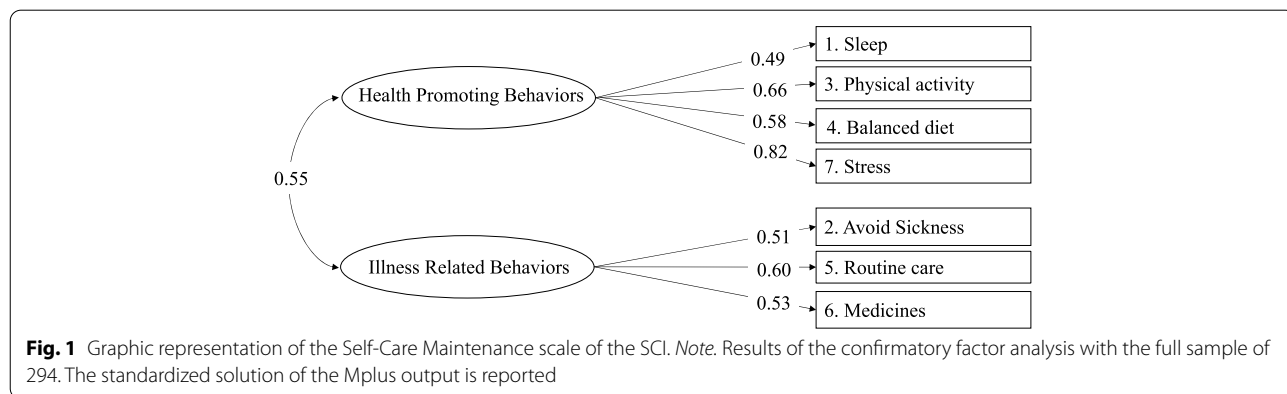 1. Sleep
0.49
3. Physical activity
0.66
Health Promoting Behaviors
0.58
4. Balanced diet
0.82
7. Stress
0.55
2. Avoid Sickness
0.51
Illness Related Behaviors
0.60
5. Routine care
0.53
6. Medicines
Fig. 1 Graphic representation of the Self-Care Maintenance scale of the SCI. Note. Results of the confirmatory factor analysis with the full sample of
294. The standardized solution of the Mplus output is reported